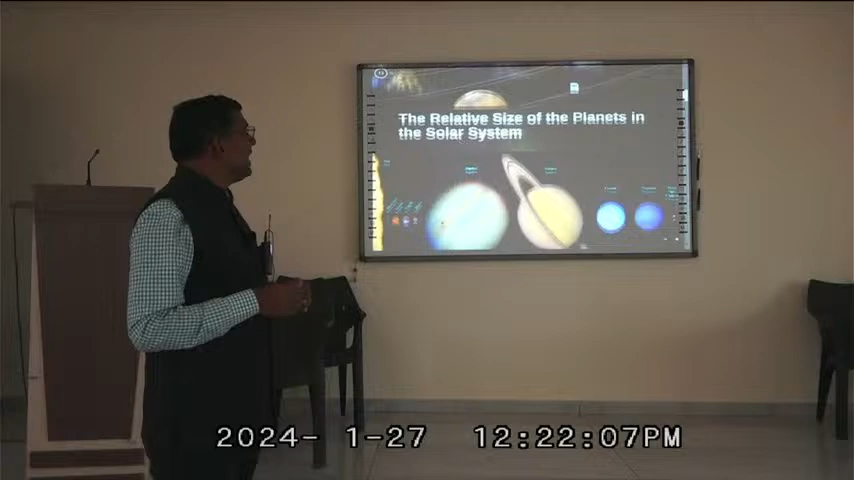 The Relative Size of the Planets in
the Solar System
2024- 1-27 12:22:07PM